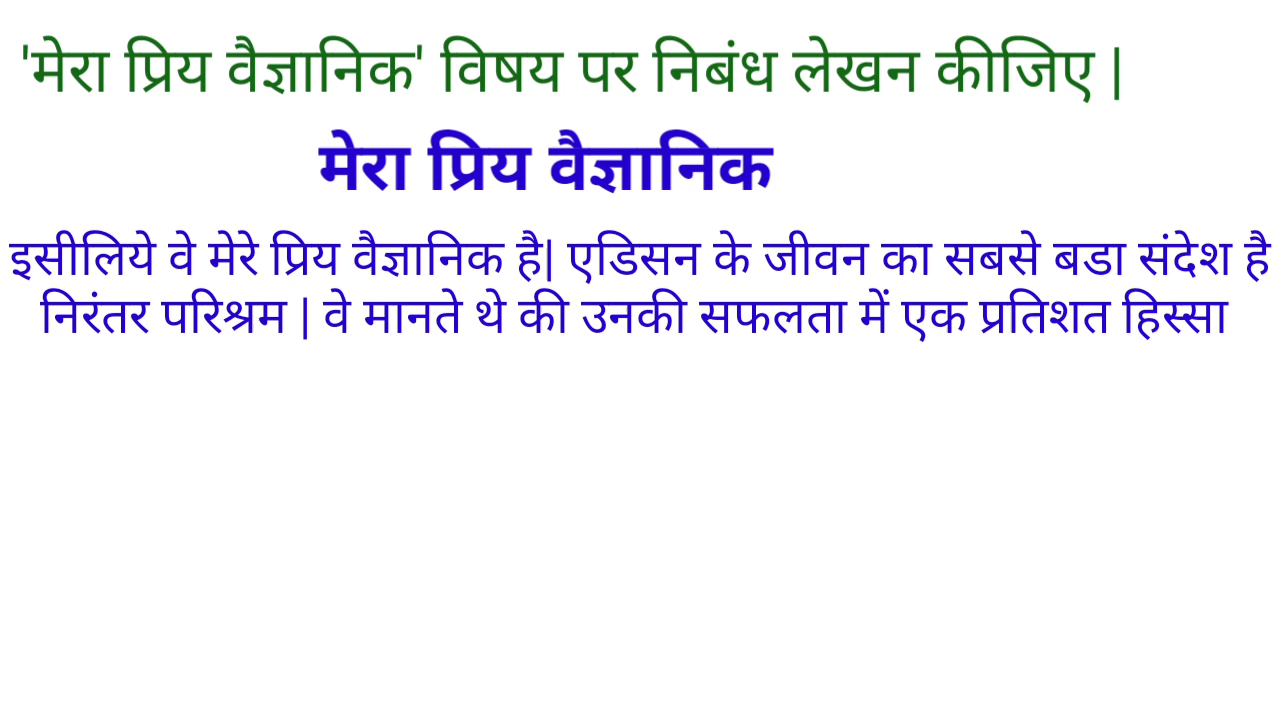 'मेरा प्रिय वैज्ञानिक' विषय पर निबंध लेखन कीजिए |
मेरा प्रिय वैज्ञानिक
इसीलिये वे मेरे प्रिय वैज्ञानिक है| एडिसन के जीवन का सबसे बडा संदेश है
निरंतर परिश्रम | वे मानते थे की उनकी सफलता में एक प्रतिशत हिस्सा